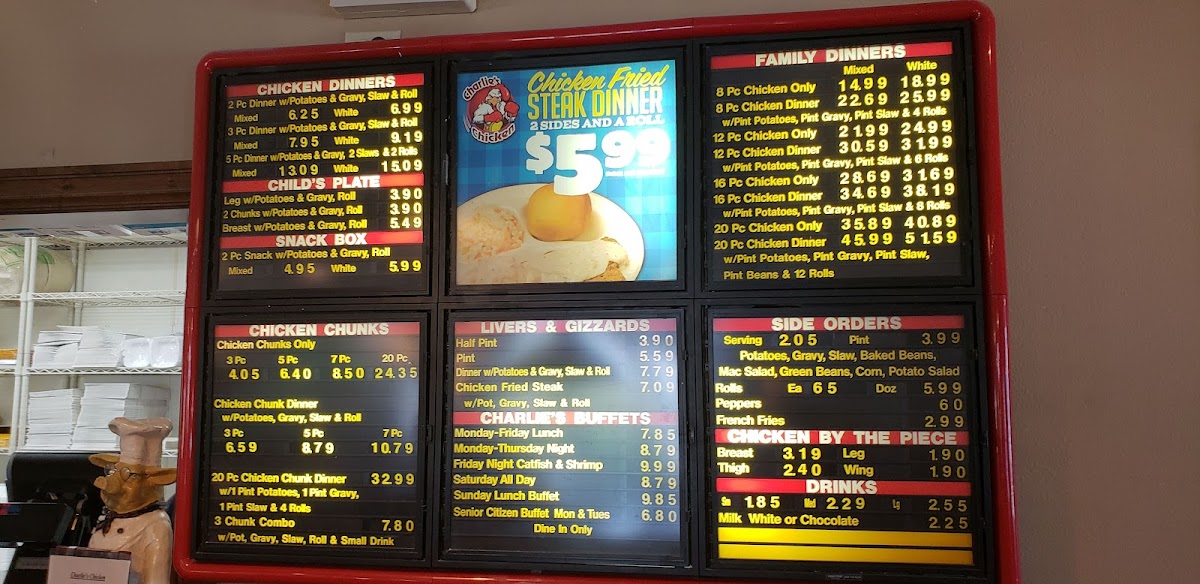 CHICKEN DINNERS
2 Pc Dinner w/Potatoes & Gravy, Slaw & Roll
Mixed 6.25 White 6.99
3 Pc Dinner w/Potatoes & Gravy, Slaw & Roll
Mixed 7.95 White 9.19
5 Pc Dinner w/Potatoes & Gravy, 2 Slaws & 2 Rolls
Mixed 13.09 White 15.09
CHILD'S PLATE
Leg w/Potatoes & Gravy, Roll 3.90
2 Chunks w/Potatoes & Gravy, Roll 3.90
Breast w/Potatoes & Gravy, Roll 5.49
SNACK BOX
2 Pc Snack w/Potatoes & Gravy, Roll
Mixed 4.95 White 5.99
charlie's
chicken
Chicken Fried
STEAK DINNER
2 SIDES AND A ROLL
$5.99
FAMILY DINNERS
Mixed White
8 Pc Chicken Only 14.99 18.99
8 Pc Chicken Dinner 22.69 25.99
w/Pint Potatoes, Pint Gravy, Pint Slaw & 4 Rolls
12 Pc Chicken Only 21.99 24.99
12 Pc Chicken Dinner 30.59 31.99
w/Pint Potatoes, Pint Gravy, Pint Slaw & 6 Rolls
16 Pc Chicken Only 28.69 31.69
16 Pc Chicken Dinner 34.69 38.19
w/Pint Potatoes, Pint Gravy, Pint Slaw & 8 Rolls
20 Pc Chicken Only 35.89 40.89
20 Pc Chicken Dinner 45.99 51.59
w/Pint Potatoes, Pint Gravy, Pint Slaw,
Pint Beans & 12 Rolls
CHICKEN CHUNKS
Chicken Chunks Only
3 Pc 5 Pc 7 Pc 20 Pc
4.05 6.40 8.50 24.35
Chicken Chunk Dinner
w/Potatoes, Gravy, Slaw & Roll
3 Pc 5 Pc 7 Pc
6.59 8.79 10.79
20 Pc Chicken Chunk Dinner 32.99
w/1 Pint Potatoes, 1 Pint Gravy,
1 Pint Slaw & 4 Rolls
3 Chunk Combo 7.80
w/Pot, Gravy, Slaw, Roll & Small Drink
LIVERS & GIZZARDS
Half Pint 3.90
Pint 5.59
Dinner w/Potatoes & Gravy, Slaw & Roll 7.79
Chicken Fried Steak 7.09
w/Pot, Gravy, Slaw & Roll
CHARLIE'S BUFFETS
Monday-Friday Lunch 7.85
Monday-Thursday Night 8.79
Friday Night Catfish & Shrimp 9.99
Saturday All Day 8.79
Sunday Lunch Buffet 9.85
Senior Citizen Buffet Mon & Tues 6.80
Dine In Only
SIDE ORDERS
Serving 2.05 Pint 3.99
Potatoes, Gravy, Slaw, Baked Beans,
Mac Salad, Green Beans, Corn, Potato Salad
Rolls Ea 65 Doz 5.99
Peppers 60
French Fries 2.99
CHICKEN BY THE PIECE
Breast 3.19 Leg 1.90
Thigh 2.40 Wing 1.90
DRINKS
Sm 1.85 Md 2.29 Lg 2.55
Milk White or Chocolate 2.25
Charlie's Chicken